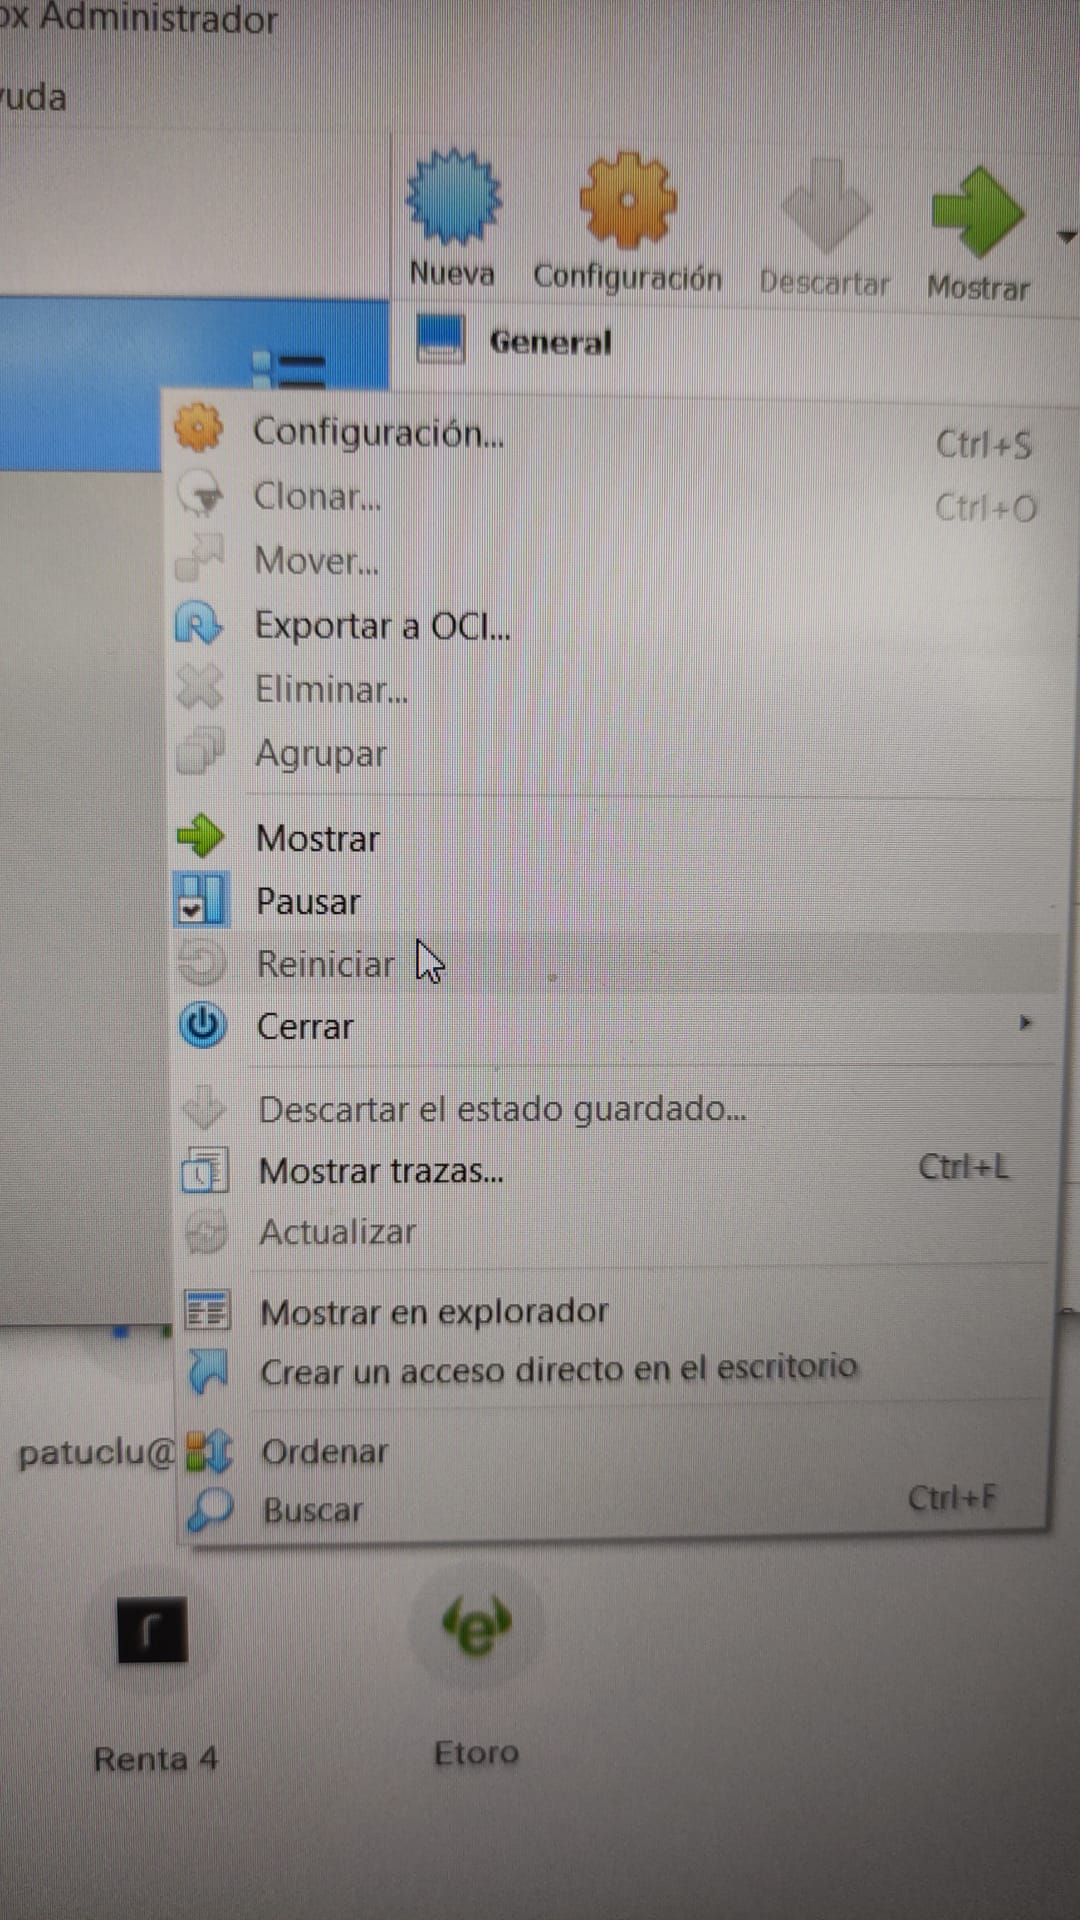 ox Administrador
yuda
Nueva
Configuración
Descartar
Mostrar
General
Configuración... Ctrl+S
Clonar... Ctrl+O
Mover...
Exportar a OCI...
Eliminar...
Agrupar
Mostrar
Pausar
Reiniciar
Cerrar
Descartar el estado guardado...
Mostrar trazas... Ctrl+L
Actualizar
Mostrar en explorador
Crear un acceso directo en el escritorio
patuclu@
Ordenar
Buscar Ctrl+F
r
e
Renta 4
Etoro